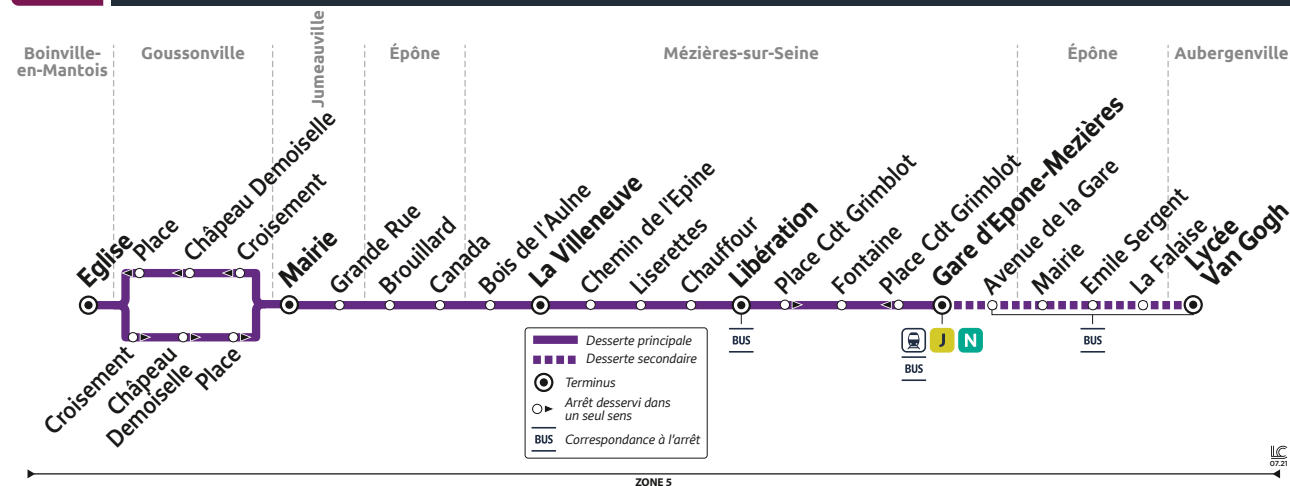 Boinville-
en-Mantois
Goussonville
Jumeauville
Épône
Mézières-sur-Seine
Épône
Aubergenville
Eglise
Place
Châpeau Demoiselle
Croisement
Croisement
Châpeau
Demoiselle
Place
Mairie
Grande Rue
Brouillard
Canada
Bois de l'Aulne
La Villeneuve
Chemin de l'Epine
Liserettes
Chauffour
Libération
Place Cdt Grimblot
Fontaine
Place Cdt Grimblot
Gare d'Epone-Mezières
Avenue de la Gare
Mairie
Emile Sergent
La Falaise
Lycée
Van Gogh
BUS
J
N
BUS
BUS
Desserte principale
Desserte secondaire
Terminus
Arrêt desservi dans
un seul sens
BUS
Correspondance à l'arrêt
LC
07.21
ZONE 5